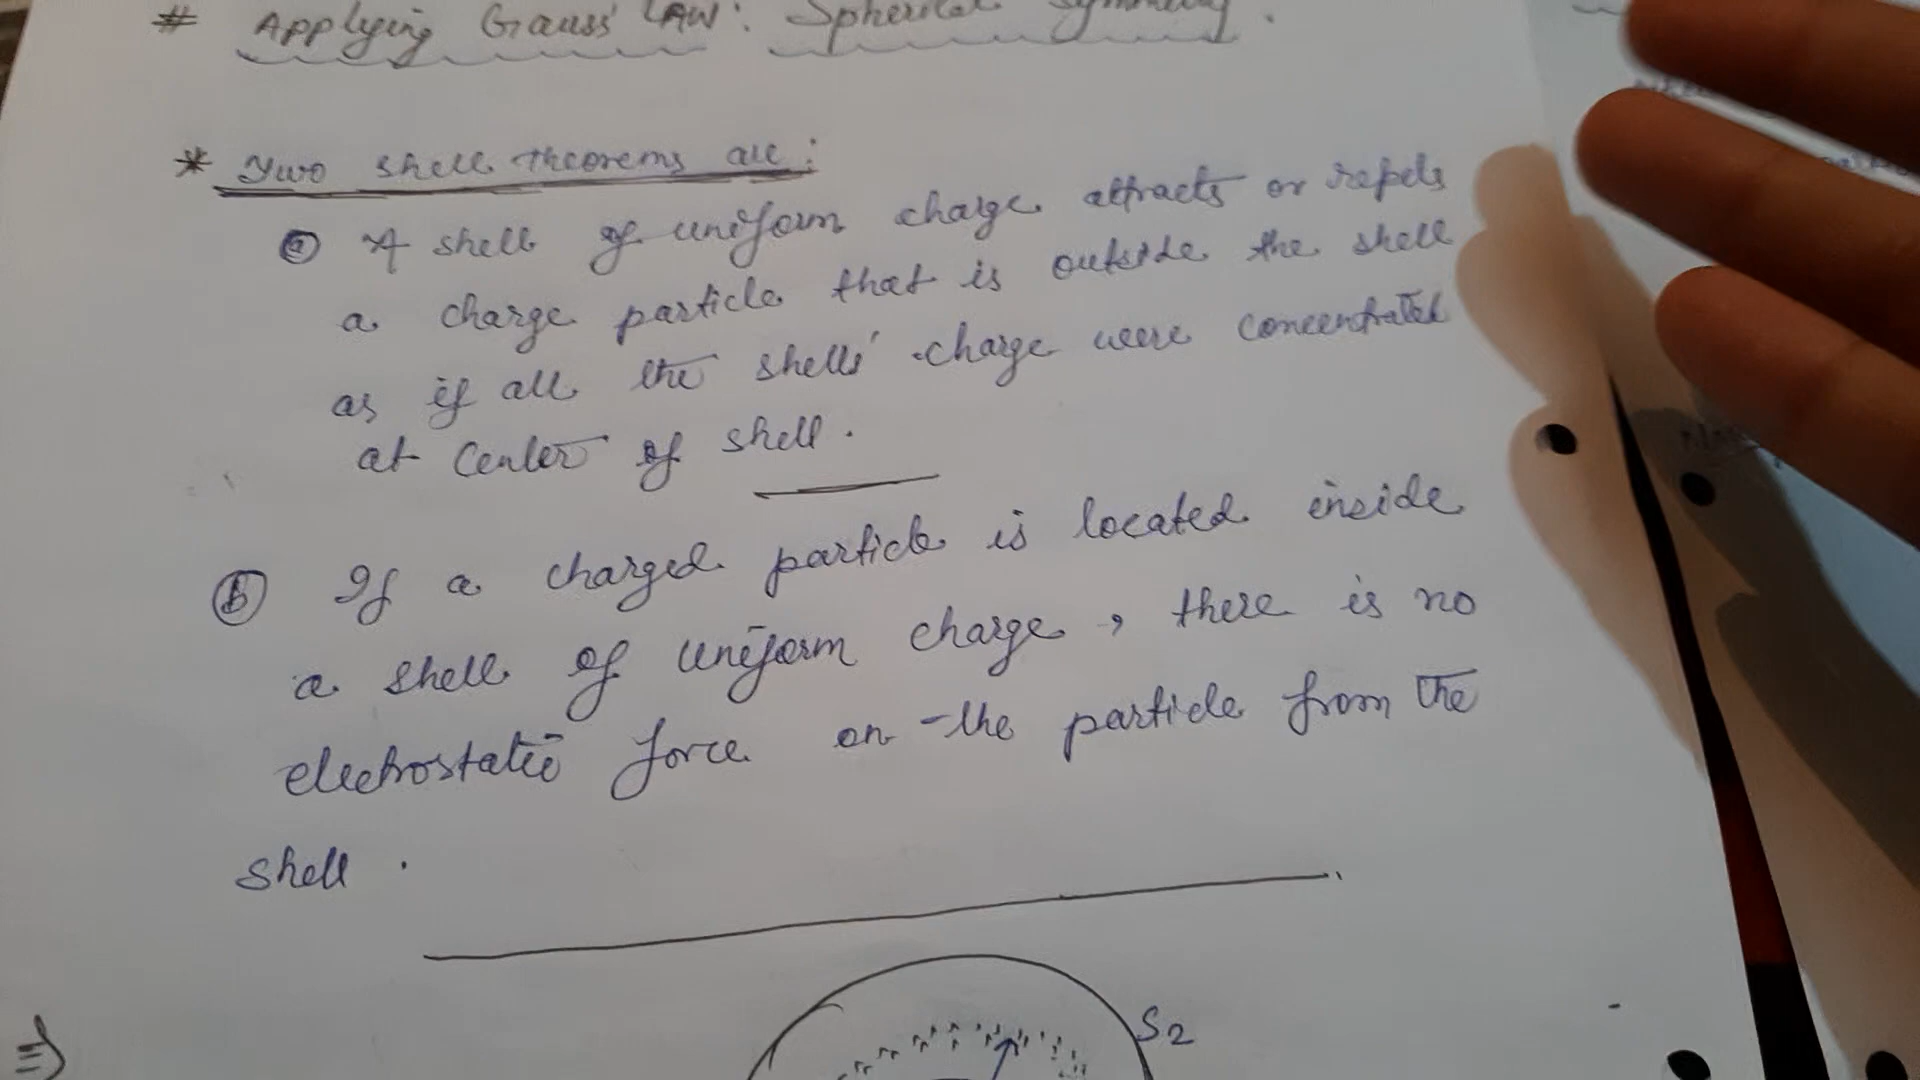 # Applying Gauss' LAW: Spherical Symmetry.
* Two shell theorems are:
ⓐ A shell of uniform charge attracts or repels
a charge particle that is outside the shell
as if all the shells' charge were concentrated
at center of shell.
ⓑ If a charged particle is located inside
a shell of uniform charge, there is no
electrostatic force on the particle from the
shell.
S2
⇒